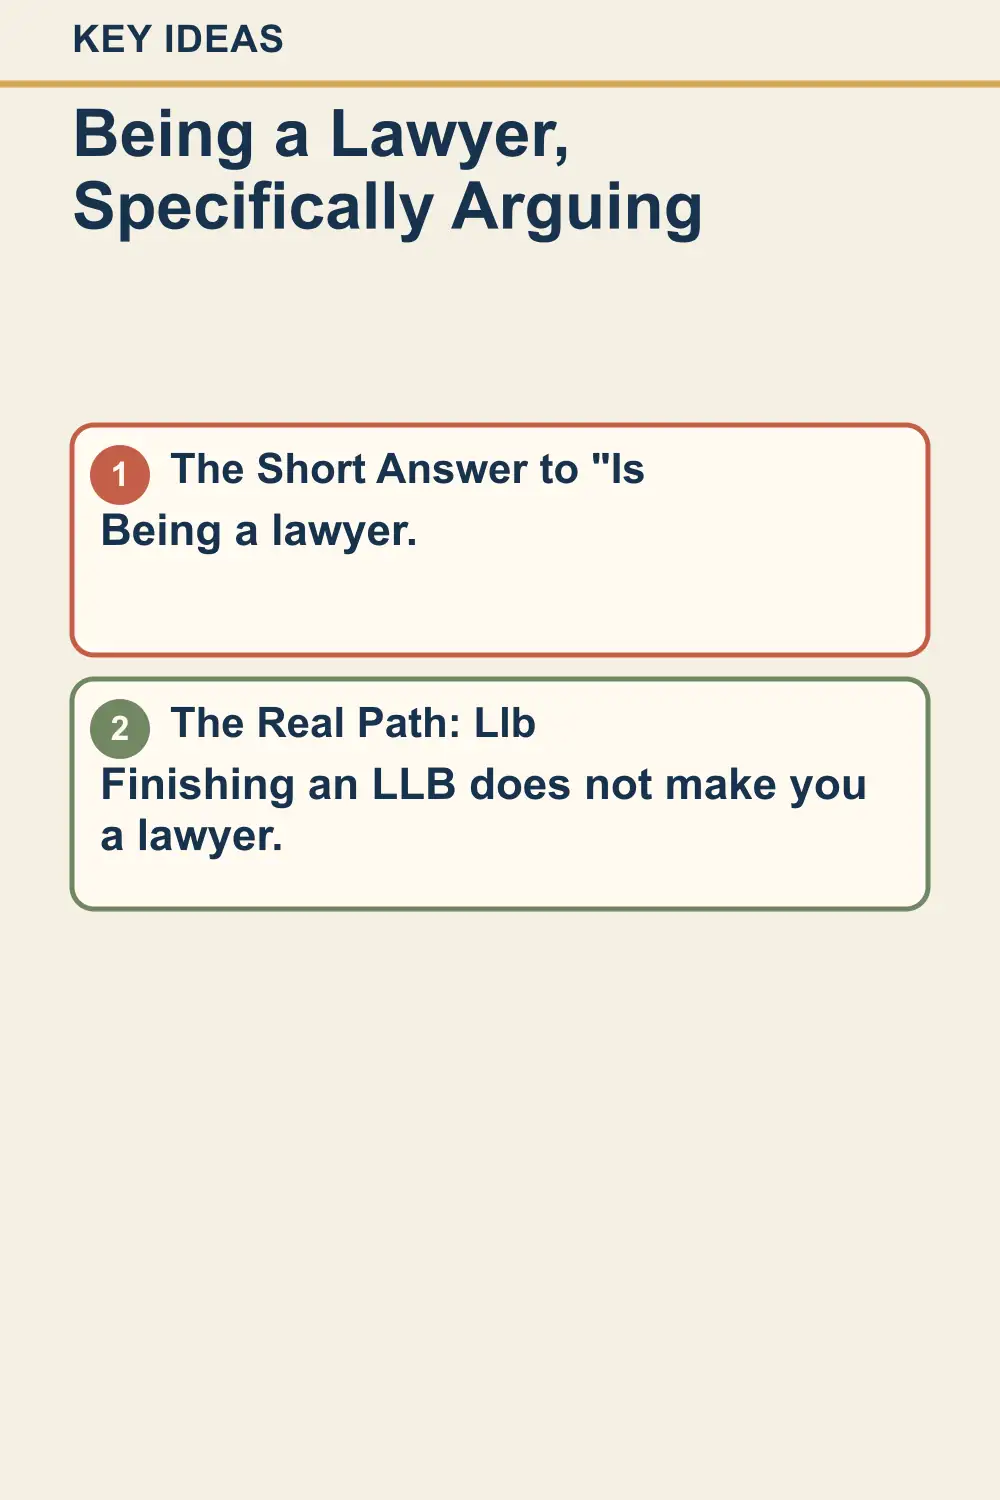 KEY IDEAS
Being a Lawyer,
Specifically Arguing
1 The Short Answer to "Is
Being a lawyer.
2 The Real Path: Llb
Finishing an LLB does not make you
a lawyer.